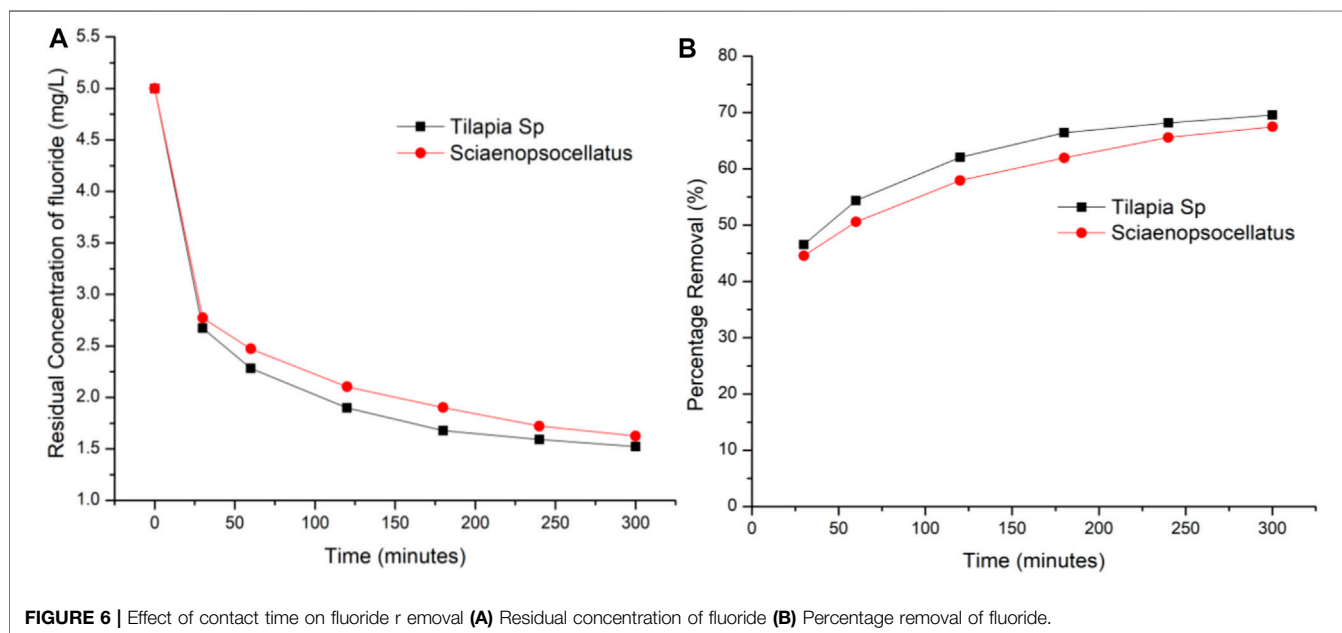 A
5.5
5.0
4.5
4.0
3.5
3.0
2.5
2.0
1.5
1.0
Residual Concentration of fluoride (mg/L)
Tilapia Sp
Sciaenopsocellatus
0 50 100 150 200 250 300
Time (minutes)
B
80
70
60
50
40
30
20
10
0
Percentage Removal (%)
Tilapia Sp
Sciaenopsocellatus
0 50 100 150 200 250 300
Time (minutes)
FIGURE 6 | Effect of contact time on fluoride r emoval (A) Residual concentration of fluoride (B) Percentage removal of fluoride.